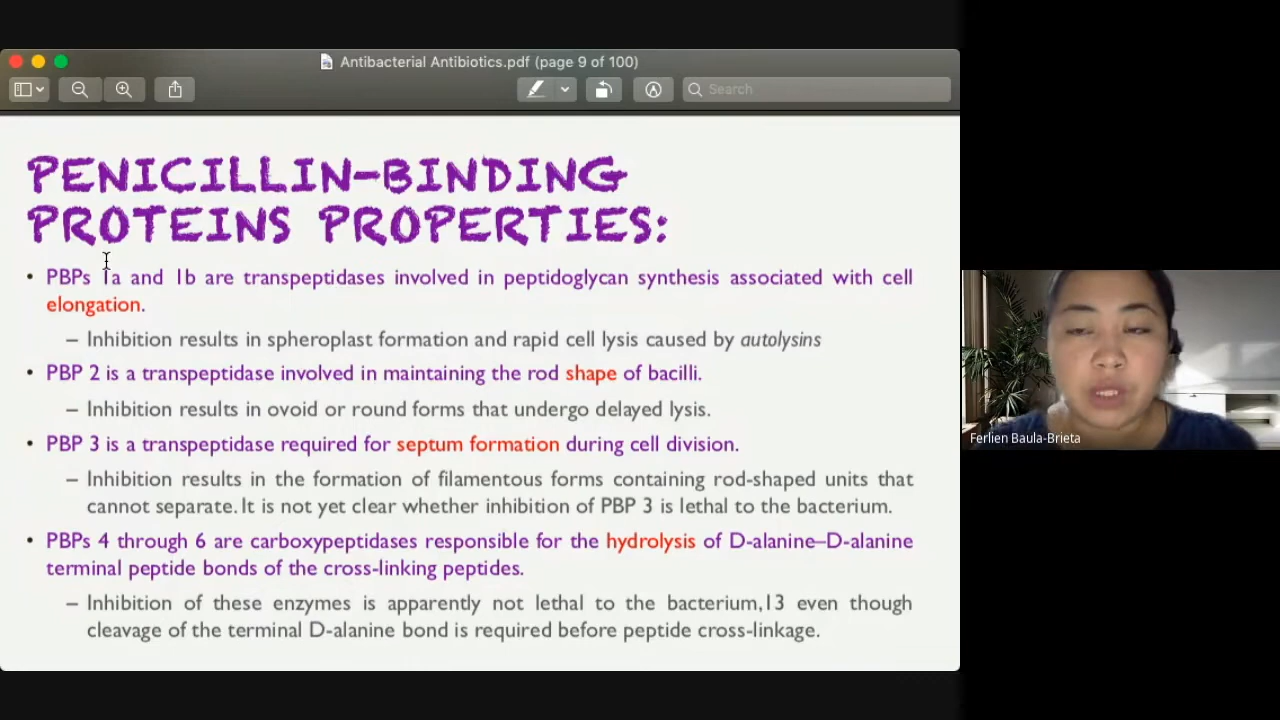 Antibacterial Antibiotics.pdf (page 9 of 100)
Search
PENICILLIN-BINDING
PROTEINS PROPERTIES:
• PBPs 1a and 1b are transpeptidases involved in peptidoglycan synthesis associated with cell
elongation.
– Inhibition results in spheroplast formation and rapid cell lysis caused by autolysins
• PBP 2 is a transpeptidase involved in maintaining the rod shape of bacilli.
– Inhibition results in ovoid or round forms that undergo delayed lysis.
• PBP 3 is a transpeptidase required for septum formation during cell division.
– Inhibition results in the formation of filamentous forms containing rod-shaped units that
cannot separate. It is not yet clear whether inhibition of PBP 3 is lethal to the bacterium.
• PBPs 4 through 6 are carboxypeptidases responsible for the hydrolysis of D-alanine–D-alanine
terminal peptide bonds of the cross-linking peptides.
– Inhibition of these enzymes is apparently not lethal to the bacterium,13 even though
cleavage of the terminal D-alanine bond is required before peptide cross-linkage.
Ferlien Baula-Brieta